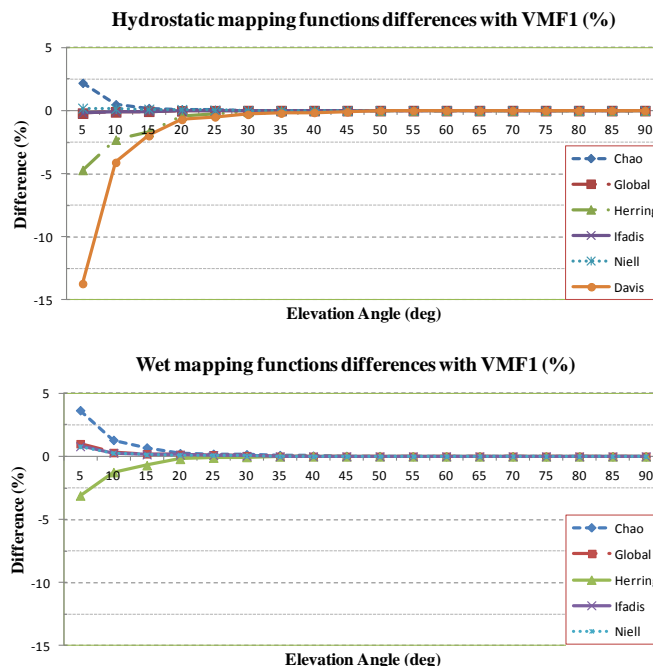 Hydrostatic mapping functions differences with VMF1 (%)
5
0
-5
-10
-15
Difference (%)
5 10 15 20 25 30 35 40 45 50 55 60 65 70 75 80 85 90
Chao
Global
Herring
Ifadis
Niell
Davis
Elevation Angle (deg)
Wet mapping functions differences with VMF1 (%)
5
0
-5
-10
-15
Difference (%)
5 10 15 20 25 30 35 40 45 50 55 60 65 70 75 80 85 90
Chao
Global
Herring
Ifadis
Niell
Elevation Angle (deg)